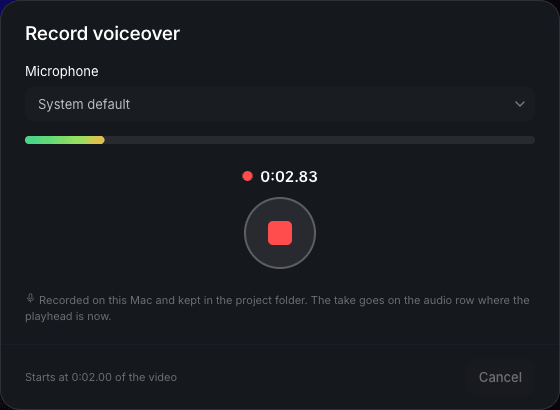 Record voiceover
Microphone
System default
0:02.83
Recorded on this Mac and kept in the project folder. The take goes on the audio row where the
playhead is now.
Starts at 0:02.00 of the video
Cancel